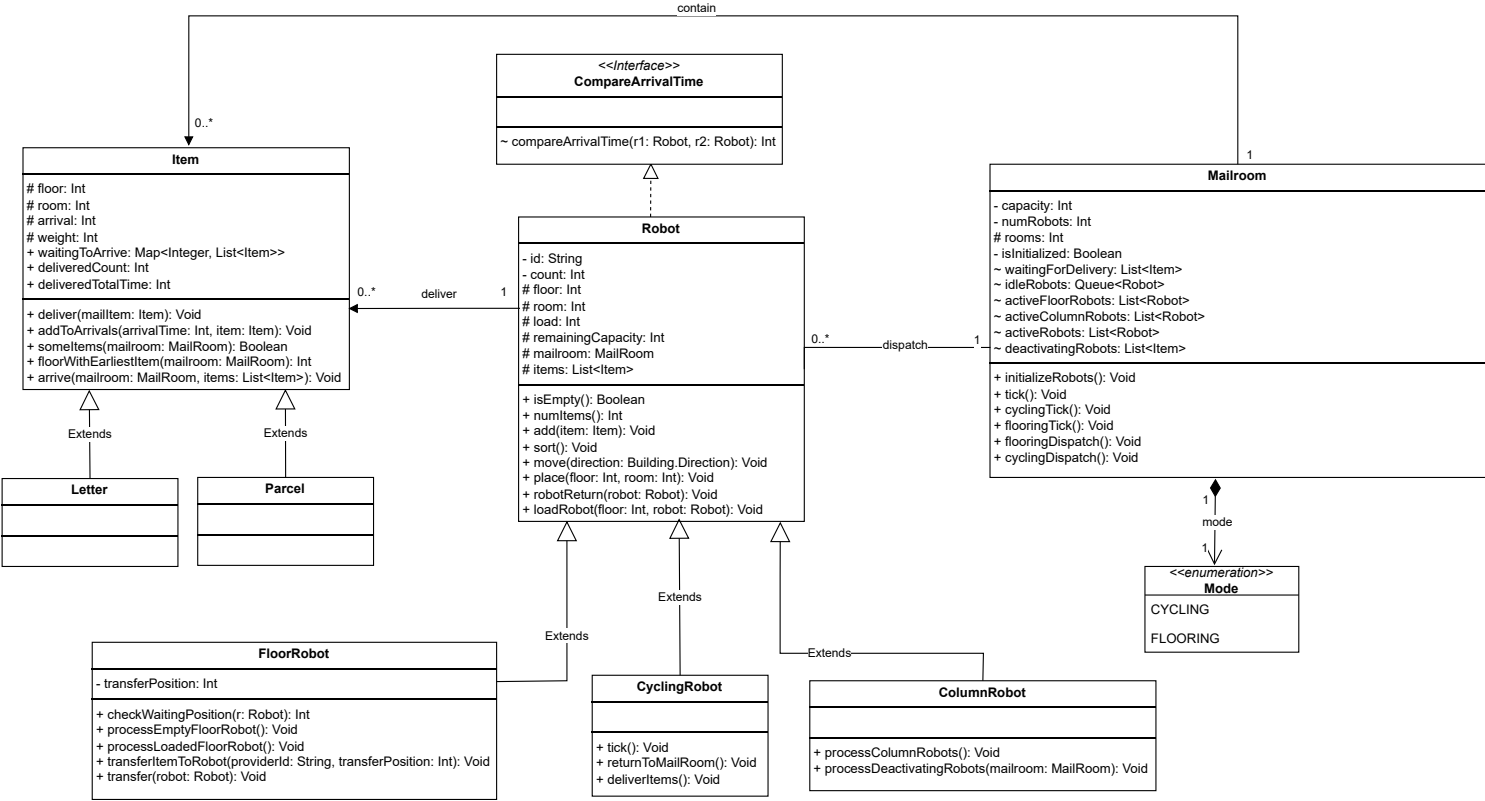 contain
<<Interface>>
CompareArrivalTime
~ compareArrivalTime(r1: Robot, r2: Robot): Int
0..*
1
Item
# floor: Int
# room: Int
# arrival: Int
# weight: Int
+ waitingToArrive: Map<Integer, List<Item>>
+ deliveredCount: Int
+ deliveredTotalTime: Int
+ deliver(mailItem: Item): Void
+ addToArrivals(arrivalTime: Int, item: Item): Void
+ someItems(mailroom: MailRoom): Boolean
+ floorWithEarliestItem(mailroom: MailRoom): Int
+ arrive(mailroom: MailRoom, items: List<Item>): Void
0..*
deliver
1
Robot
- id: String
- count: Int
# floor: Int
# room: Int
# load: Int
# remainingCapacity: Int
# mailroom: MailRoom
# items: List<Item>
+ isEmpty(): Boolean
+ numItems(): Int
+ add(item: Item): Void
+ sort(): Void
+ move(direction: Building.Direction): Void
+ place(floor: Int, room: Int): Void
+ robotReturn(robot: Robot): Void
+ loadRobot(floor: Int, robot: Robot): Void
0..*
dispatch
1
Mailroom
- capacity: Int
- numRobots: Int
# rooms: Int
- isInitialized: Boolean
~ waitingForDelivery: List<Item>
~ idleRobots: Queue<Robot>
~ activeFloorRobots: List<Robot>
~ activeColumnRobots: List<Robot>
~ activeRobots: List<Robot>
~ deactivatingRobots: List<Item>
+ initializeRobots(): Void
+ tick(): Void
+ cyclingTick(): Void
+ flooringTick(): Void
+ flooringDispatch(): Void
+ cyclingDispatch(): Void
Extends
Extends
Letter
Parcel
1
mode
1
<<enumeration>>
Mode
CYCLING
FLOORING
Extends
Extends
Extends
FloorRobot
- transferPosition: Int
+ checkWaitingPosition(r: Robot): Int
+ processEmptyFloorRobot(): Void
+ processLoadedFloorRobot(): Void
+ transferItemToRobot(providerId: String, transferPosition: Int): Void
+ transfer(robot: Robot): Void
CyclingRobot
+ tick(): Void
+ returnToMailRoom(): Void
+ deliverItems(): Void
ColumnRobot
+ processColumnRobots(): Void
+ processDeactivatingRobots(mailroom: MailRoom): Void